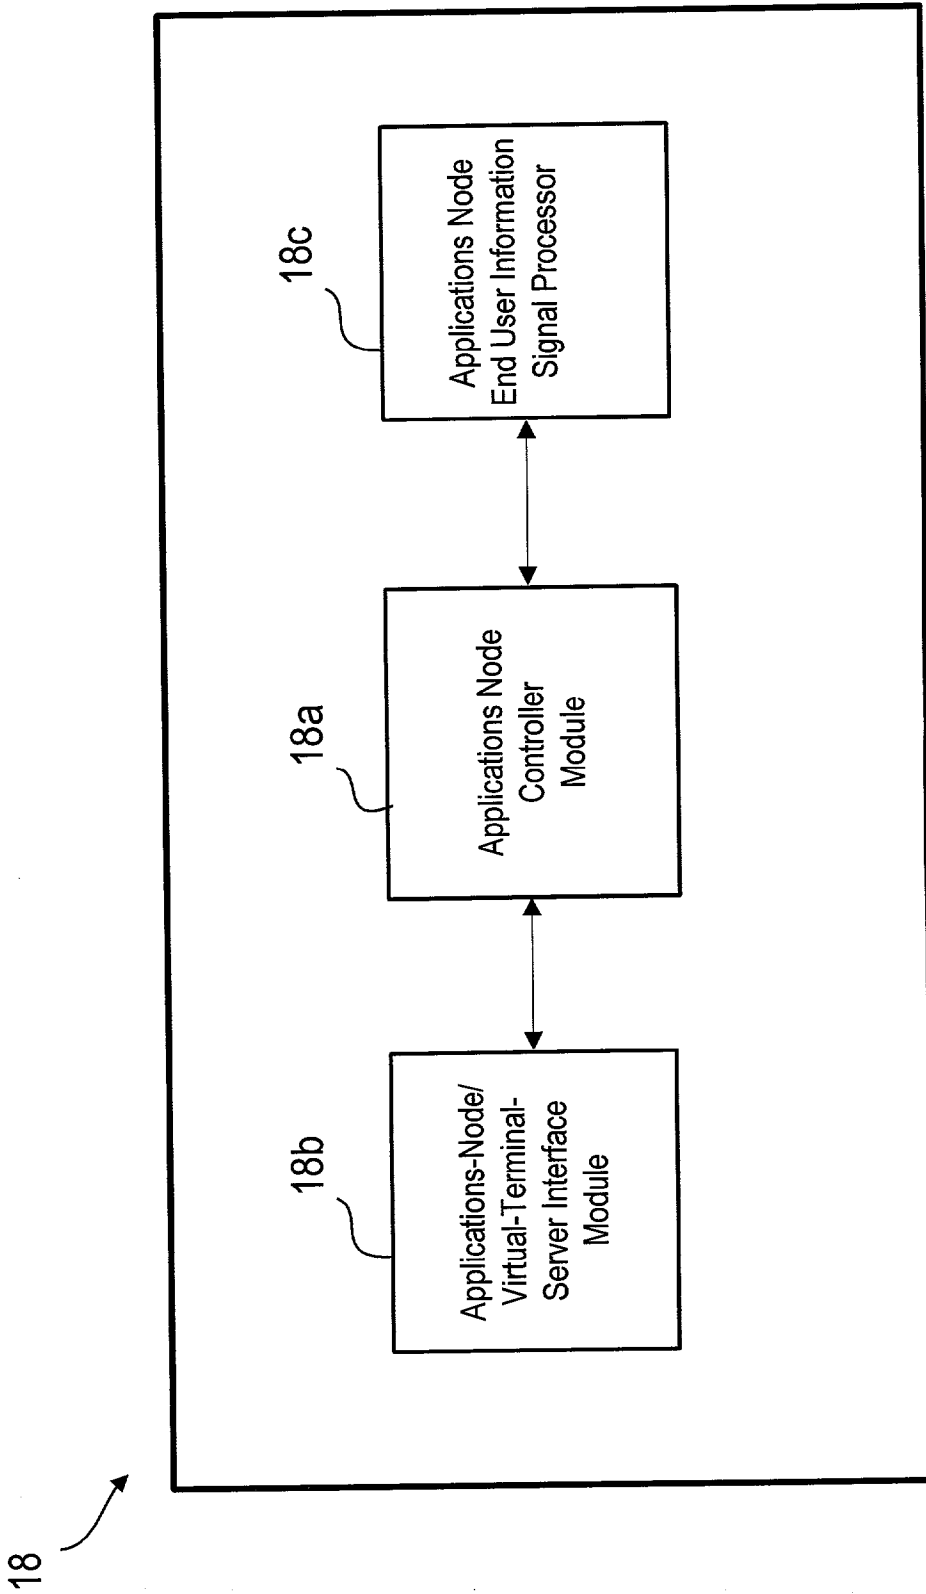 18
18b
Applications-Node/
Virtual-Terminal-
Server Interface
Module
18a
Applications Node
Controller
Module
18c
Applications Node
End User Information
Signal Processor